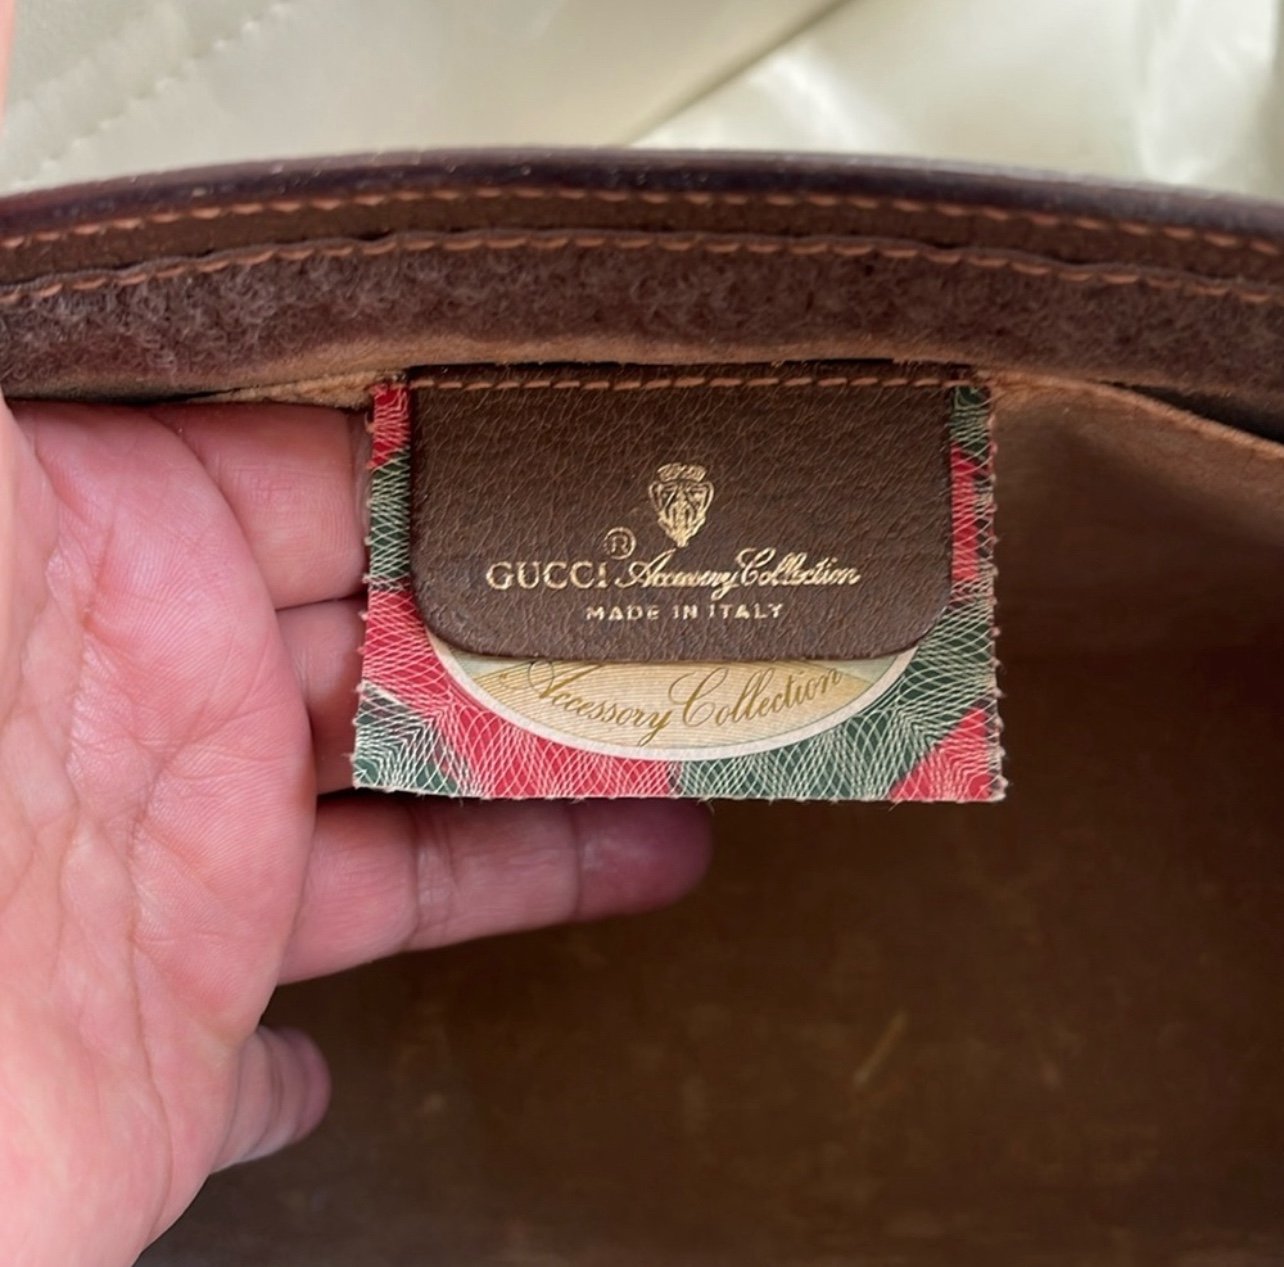 ®
GUCCI Accessory Collection
MADE IN ITALY
Accessory Collection